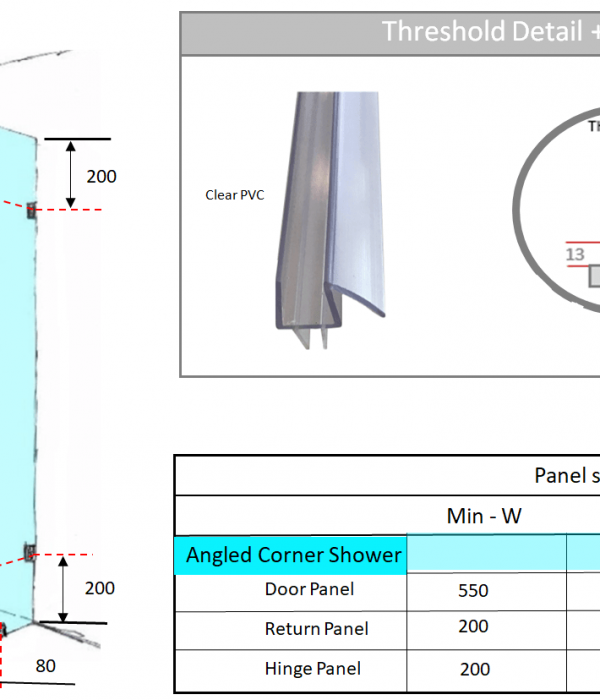 Threshold Detail +
200
Clear PVC
13
200
80
Panel s
Min - W
Angled Corner Shower
Door Panel 550
Return Panel 200
Hinge Panel 200